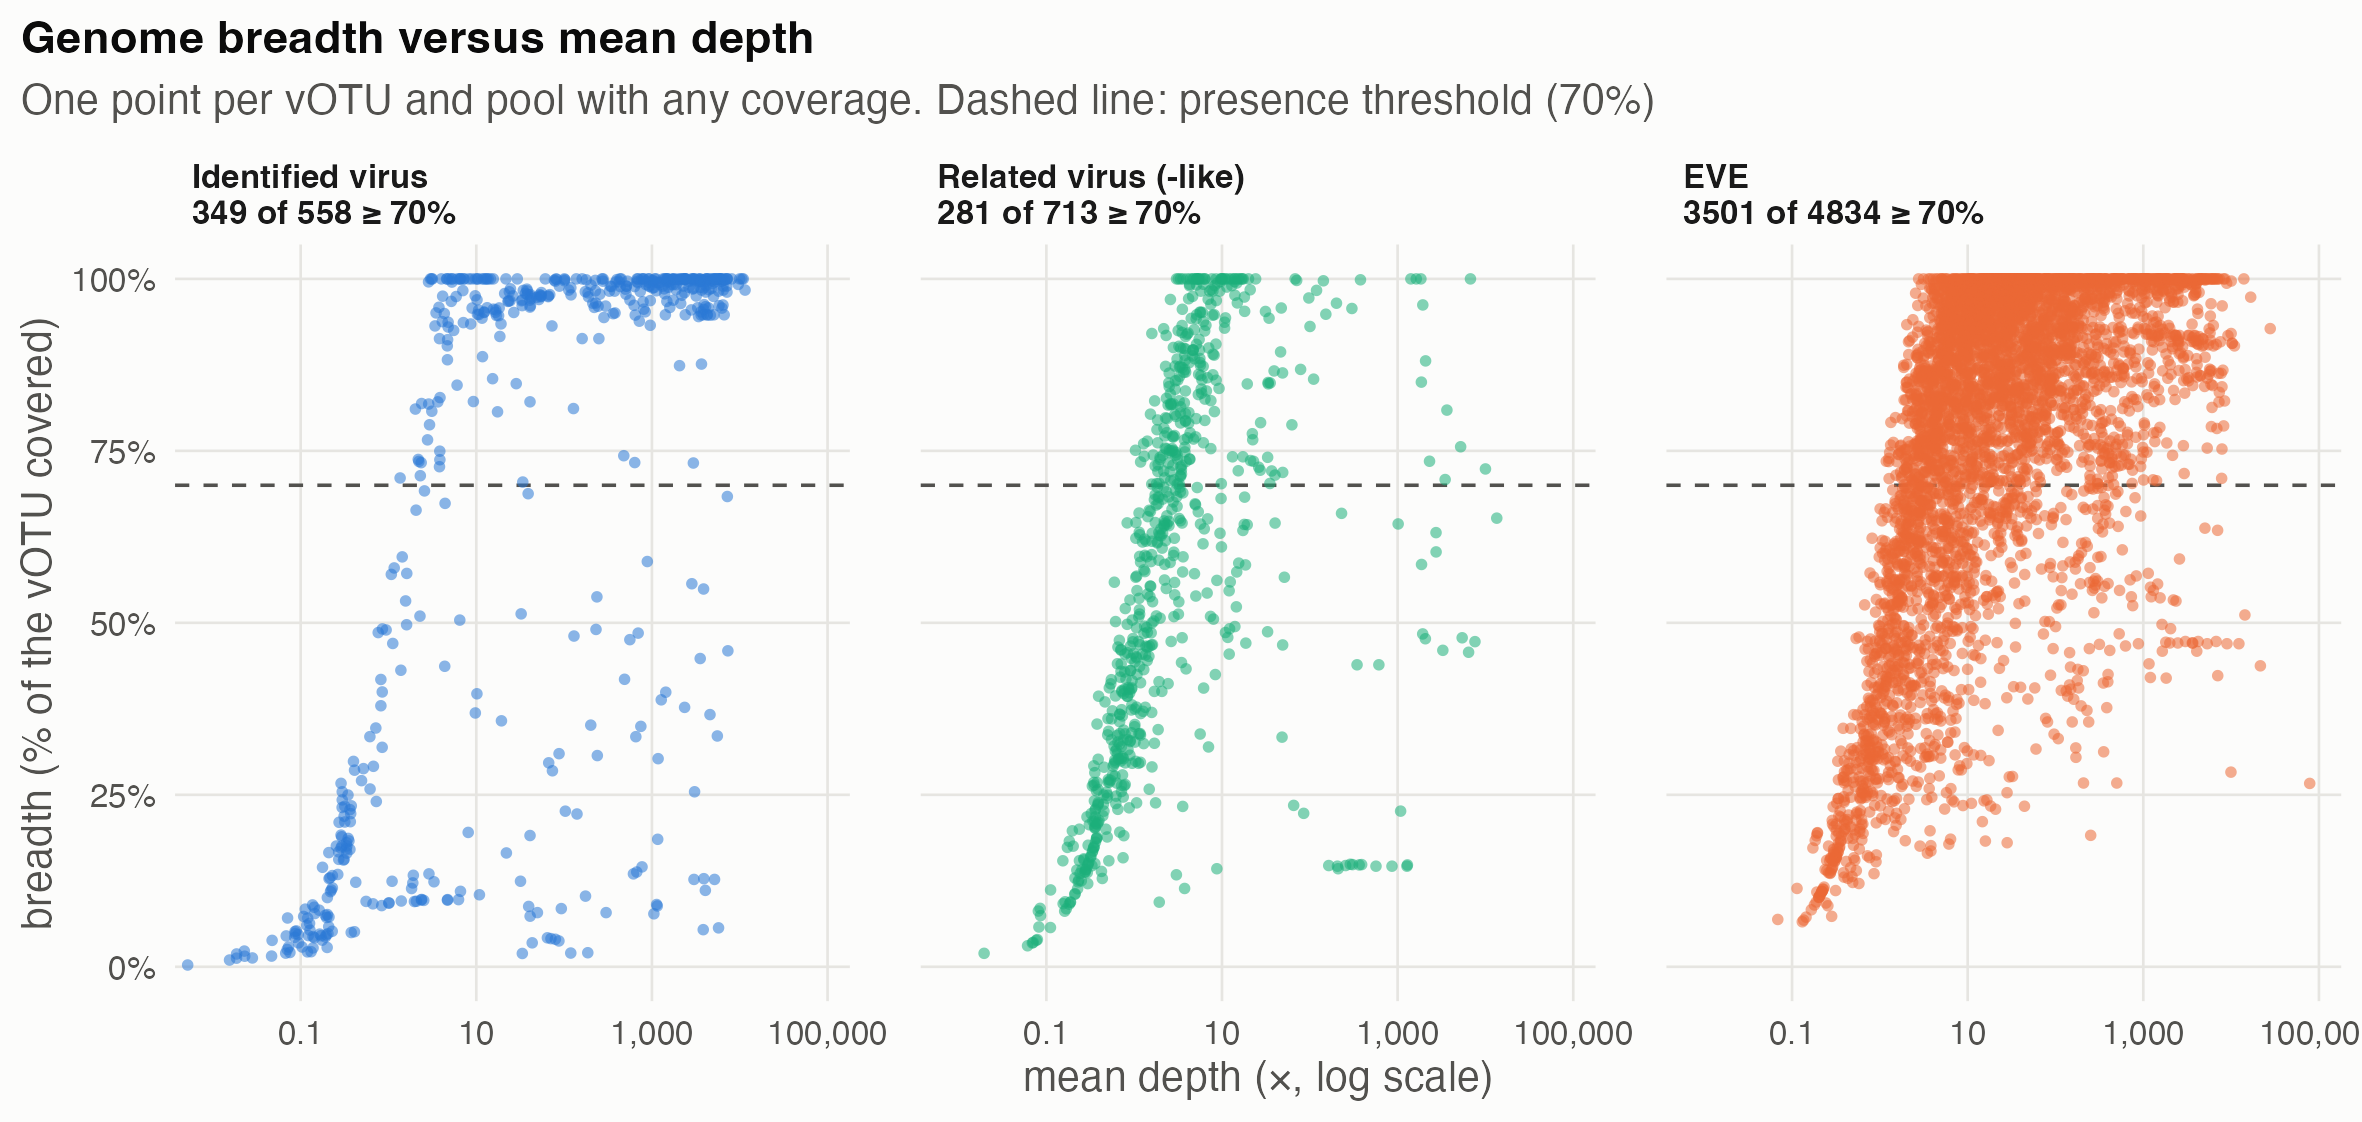 Genome breadth versus mean depth
One point per vOTU and pool with any coverage. Dashed line: presence threshold (70%)
Identified virus
349 of 558 ≥ 70%
Related virus (-like)
281 of 713 ≥ 70%
EVE
3501 of 4834 ≥ 70%
breadth (% of the vOTU covered)
100%
75%
50%
25%
0%
0.1 10 1,000 100,000
0.1 10 1,000 100,000
0.1 10 1,000 100,00
mean depth (×, log scale)